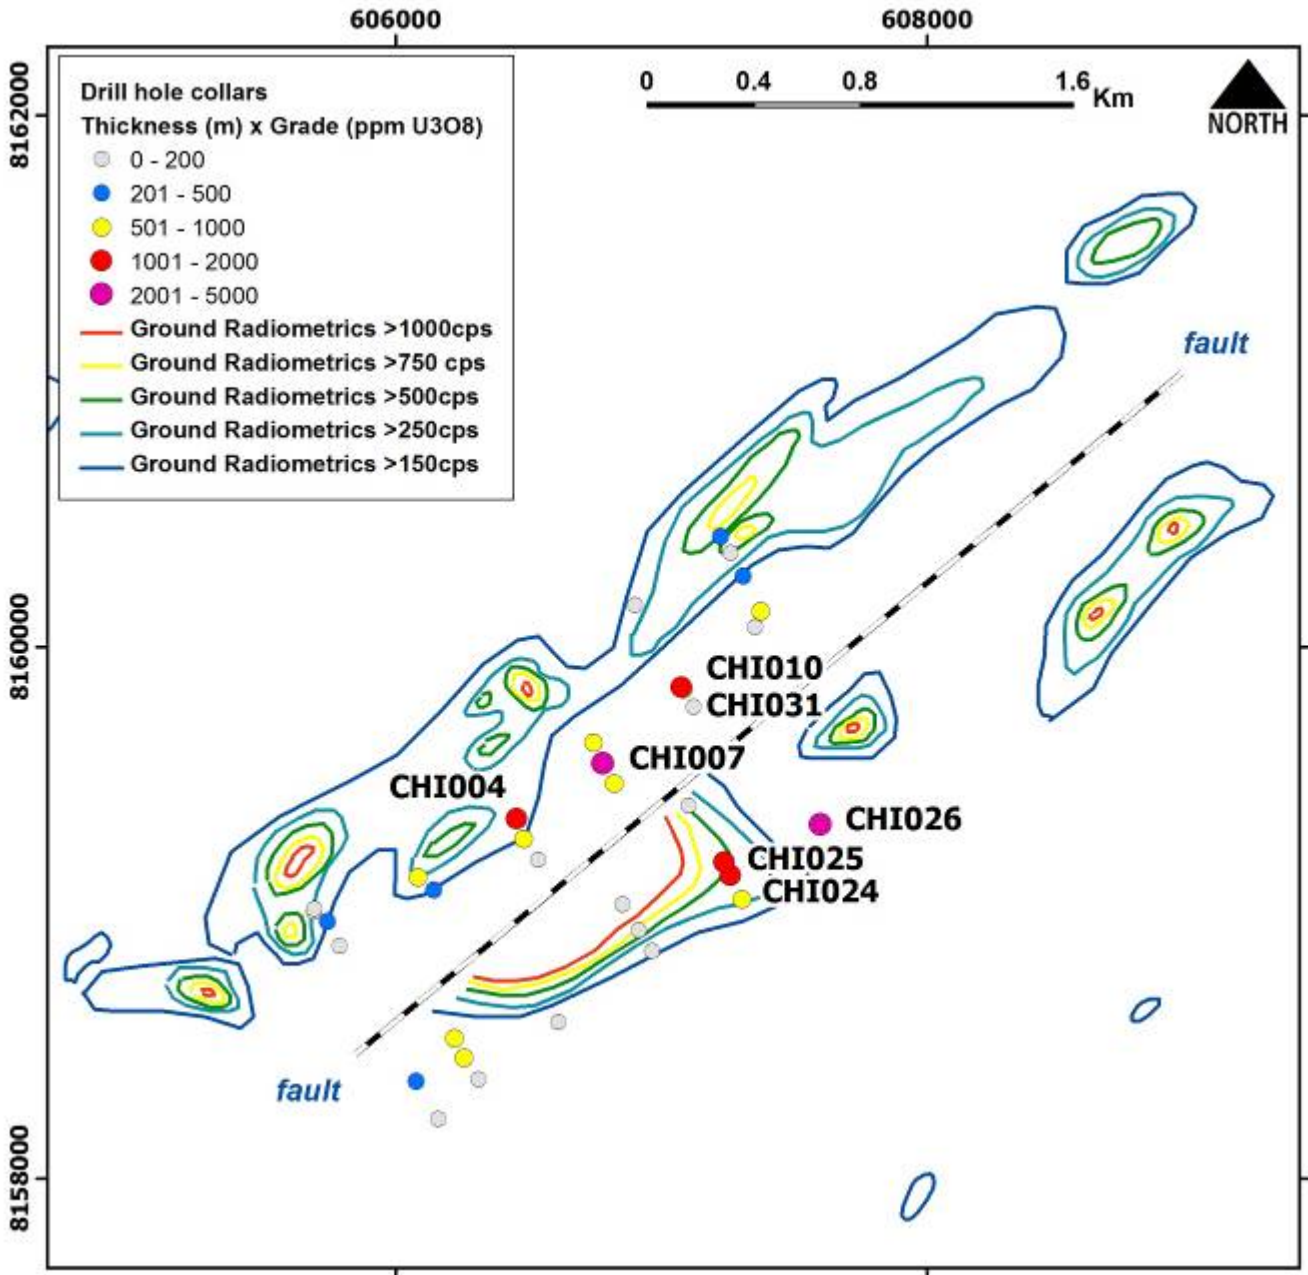 606000
608000
8162000
8160000
8158000
Drill hole collars
Thickness (m) x Grade (ppm U3O8)
0 - 200
201 - 500
501 - 1000
1001 - 2000
2001 - 5000
Ground Radiometrics >1000cps
Ground Radiometrics >750 cps
Ground Radiometrics >500cps
Ground Radiometrics >250cps
Ground Radiometrics >150cps
0 0.4 0.8 1.6 Km
NORTH
fault
CHI010
CHI031
CHI007
CHI004
CHI026
CHI025
CHI024
fault